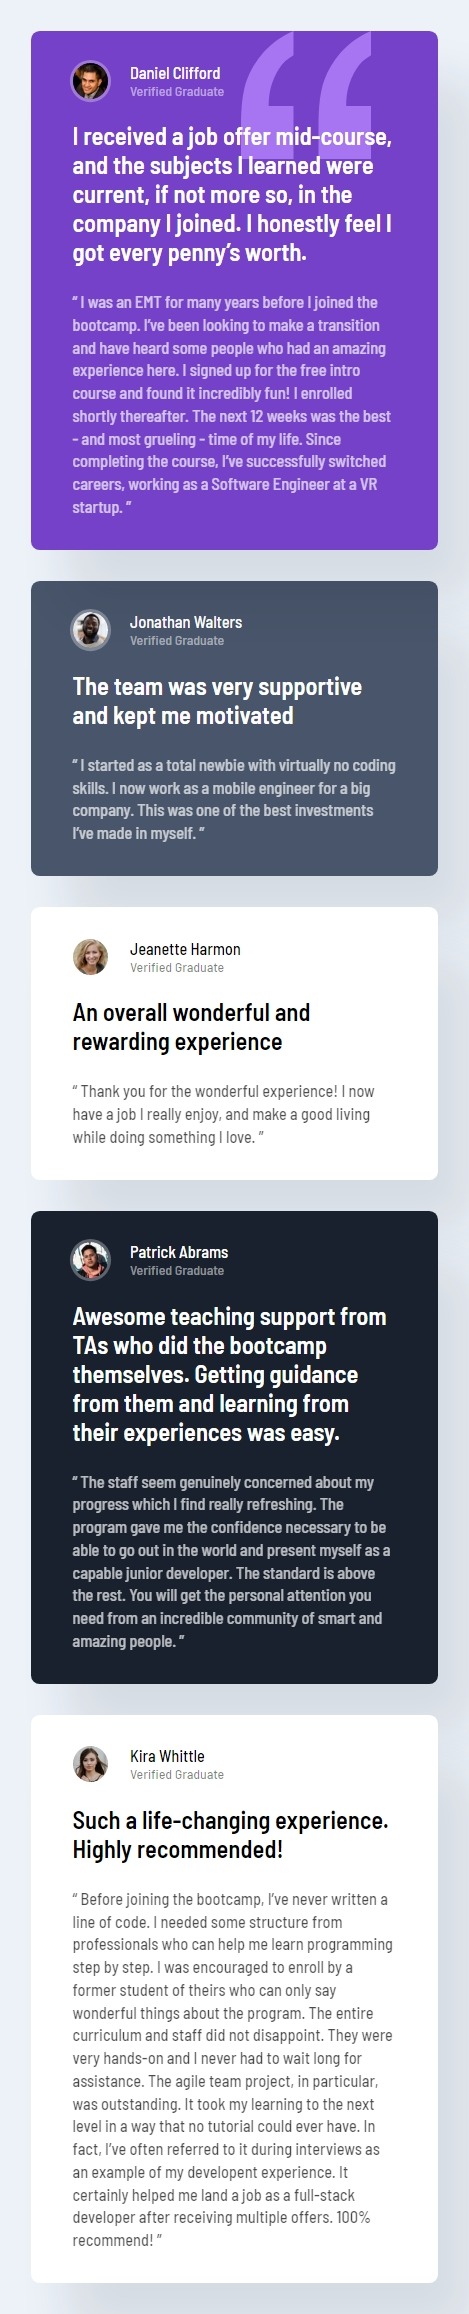 Daniel Clifford
Verified Graduate
I received a job offer mid-course,
and the subjects I learned were
current, if not more so, in the
company I joined. I honestly feel I
got every penny’s worth.
“ I was an EMT for many years before I joined the
bootcamp. I’ve been looking to make a transition
and have heard some people who had an amazing
experience here. I signed up for the free intro
course and found it incredibly fun! I enrolled
shortly thereafter. The next 12 weeks was the best
- and most grueling - time of my life. Since
completing the course, I’ve successfully switched
careers, working as a Software Engineer at a VR
startup. ”
Jonathan Walters
Verified Graduate
The team was very supportive
and kept me motivated
“ I started as a total newbie with virtually no coding
skills. I now work as a mobile engineer for a big
company. This was one of the best investments
I’ve made in myself. ”
Jeanette Harmon
Verified Graduate
An overall wonderful and
rewarding experience
“ Thank you for the wonderful experience! I now
have a job I really enjoy, and make a good living
while doing something I love. ”
Patrick Abrams
Verified Graduate
Awesome teaching support from
TAs who did the bootcamp
themselves. Getting guidance
from them and learning from
their experiences was easy.
“ The staff seem genuinely concerned about my
progress which I find really refreshing. The
program gave me the confidence necessary to be
able to go out in the world and present myself as a
capable junior developer. The standard is above
the rest. You will get the personal attention you
need from an incredible community of smart and
amazing people. ”
Kira Whittle
Verified Graduate
Such a life-changing experience.
Highly recommended!
“ Before joining the bootcamp, I’ve never written a
line of code. I needed some structure from
professionals who can help me learn programming
step by step. I was encouraged to enroll by a
former student of theirs who can only say
wonderful things about the program. The entire
curriculum and staff did not disappoint. They were
very hands-on and I never had to wait long for
assistance. The agile team project, in particular,
was outstanding. It took my learning to the next
level in a way that no tutorial could ever have. In
fact, I’ve often referred to it during interviews as
an example of my developent experience. It
certainly helped me land a job as a full-stack
developer after receiving multiple offers. 100%
recommend! ”